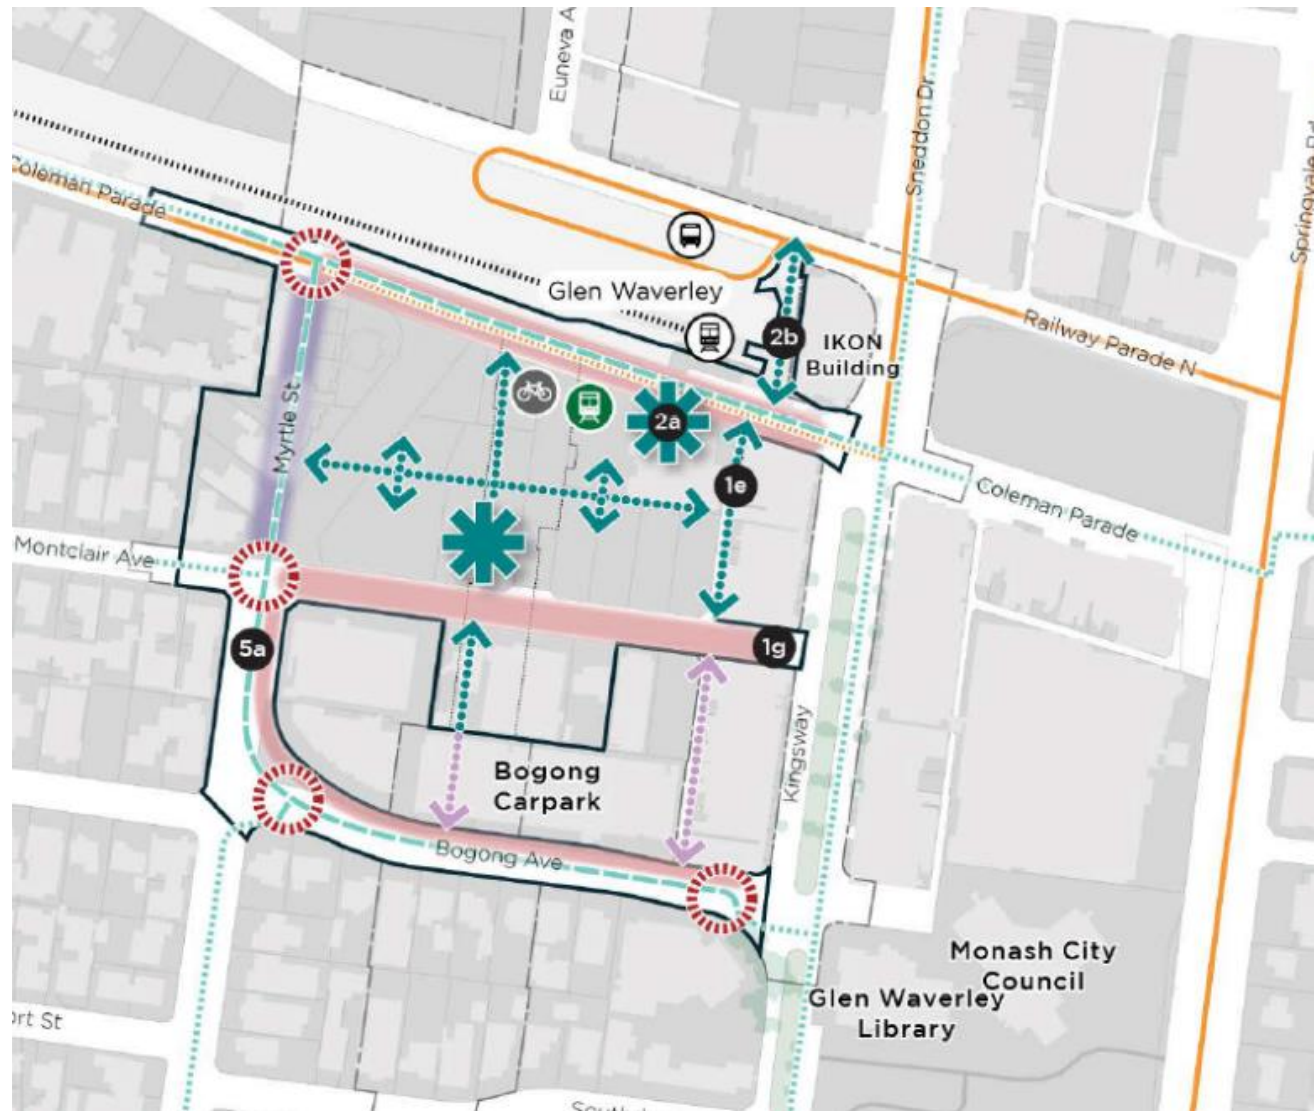 Euneva A
Sneddon Dr
Springvale Rd
Coleman Parade
Glen Waverley
2b
IKON
Building
Railway Parade N
2a
Myrtle St
1e
Coleman Parade
Montclair Ave
5a
1g
Kingsway
Bogong
Carpark
Bogong Ave
Monash City
Council
Glen Waverley
Library
ort St